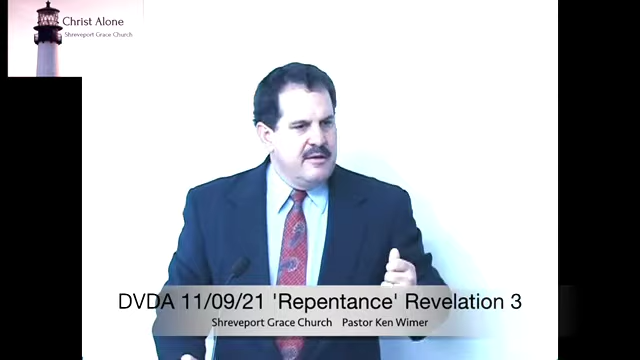 Christ Alone
Shreveport Grace Church
DVDA 11/09/21 'Repentance' Revelation 3
Shreveport Grace Church Pastor Ken Wimer